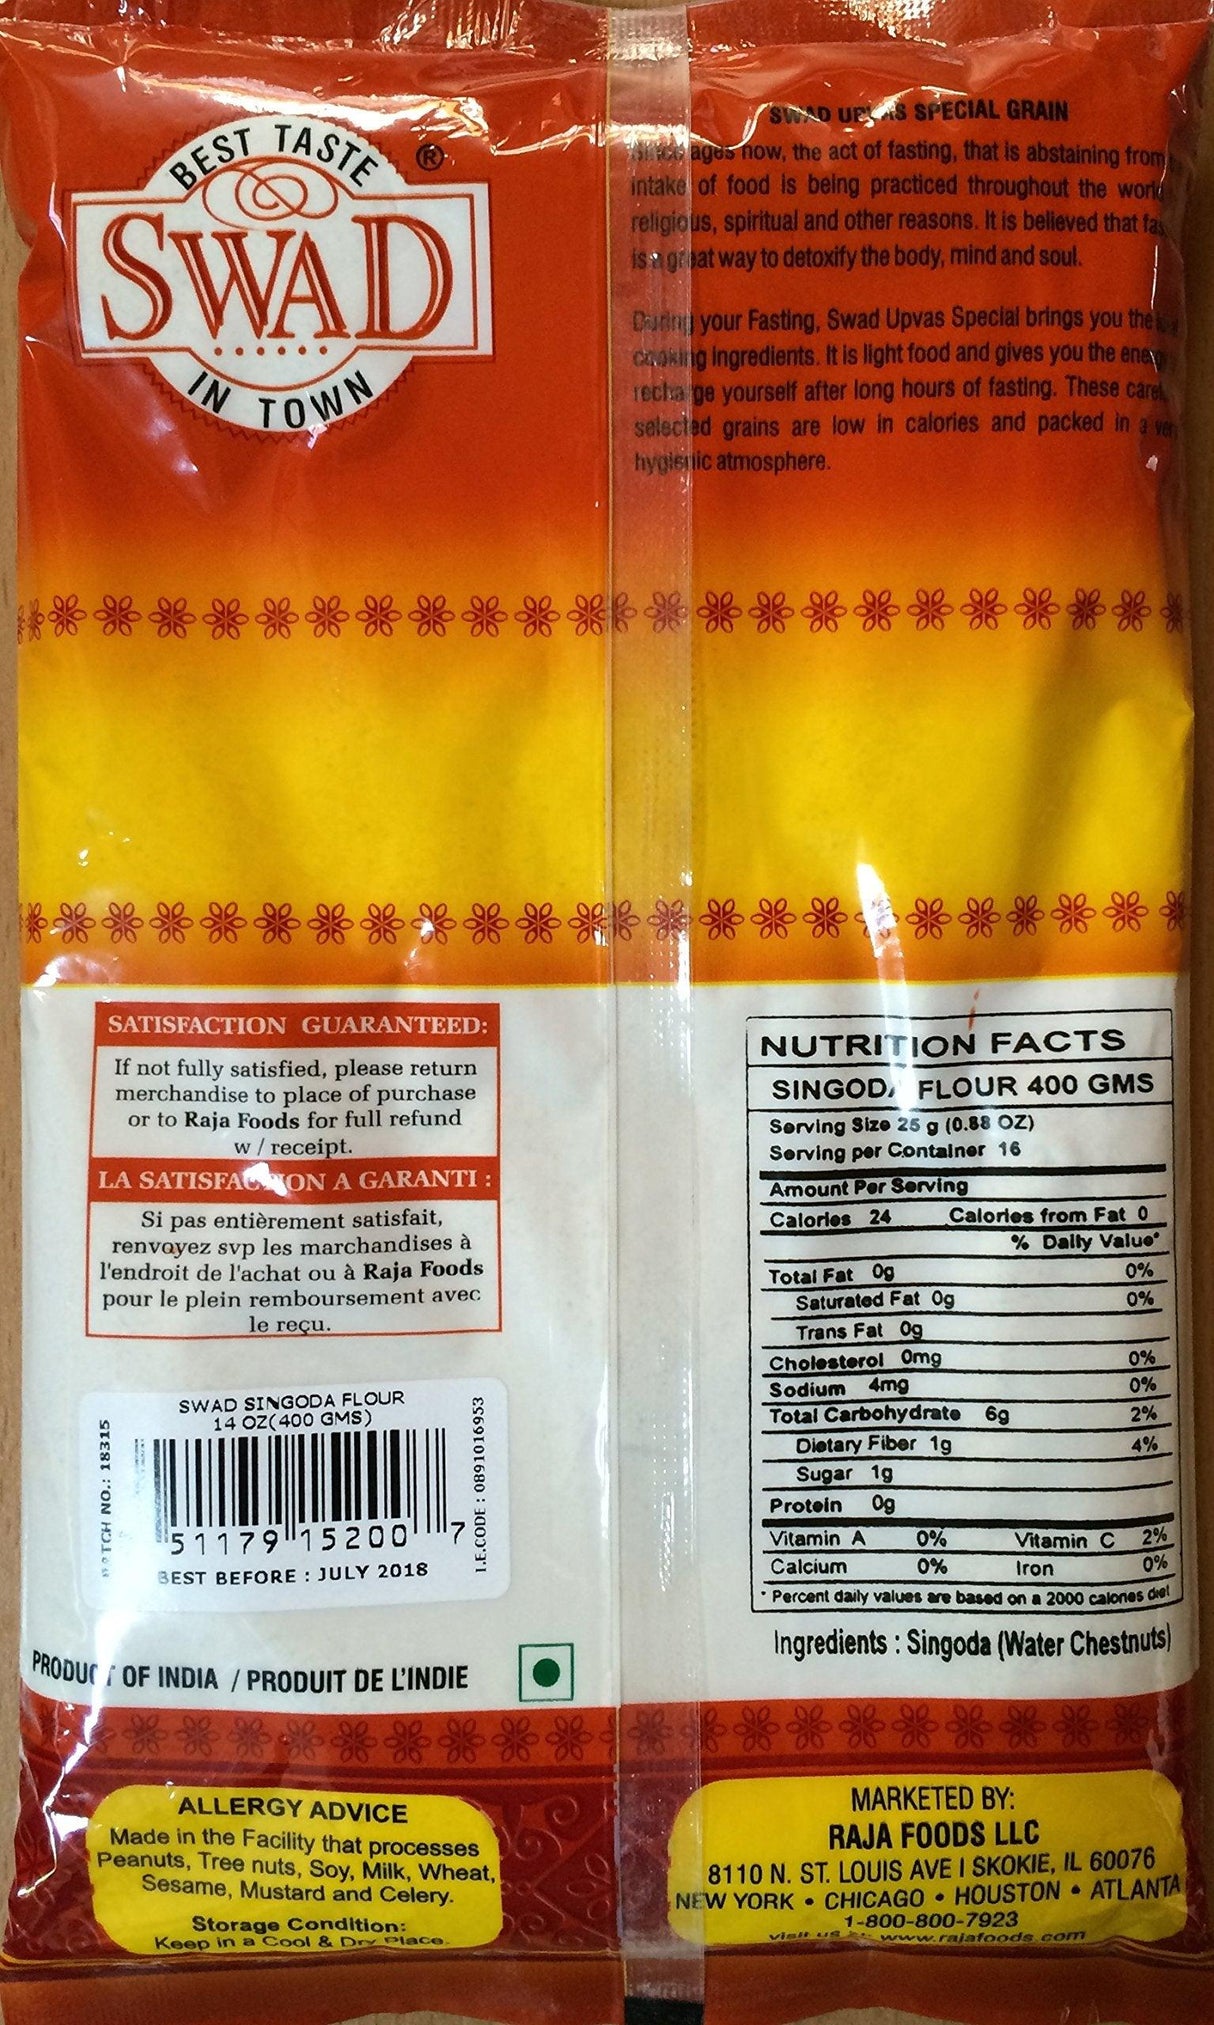 BEST TASTE
®
SWAD
IN TOWN
SWAD UPVAS SPECIAL GRAIN
ages now, the act of fasting, that is abstaining from
intake of food is being practiced throughout the
religious, spiritual and other reasons. It is believed that
is a great way to detoxify the body, mind and soul.
During your Fasting, Swad Upvas Special brings you the
cooking ingredients. It is light food and gives you the
recharge yourself after long hours of fasting. These
selected grains are low in calories and packed in a
hygienic atmosphere.
SATISFACTION GUARANTEED:
If not fully satisfied, please return
merchandise to place of purchase
or to Raja Foods for full refund
w / receipt.
LA SATISFACTION A GARANTI :
Si pas entièrement satisfait,
renvoyez svp les marchandises à
l'endroit de l'achat ou à Raja Foods
pour le plein remboursement avec
le reçu.
SWAD SINGODA FLOUR
14 OZ(400 GMS)
BATCH NO.: 18315
I.E.CODE : 0891016953
51179 15200 7
BEST BEFORE : JULY 2018
PRODUCT OF INDIA / PRODUIT DE L'INDIE
NUTRITION FACTS
SINGODA FLOUR 400 GMS
Serving Size 25 g (0.88 OZ)
Serving per Container 16
Amount Per Serving
Calories 24 Calories from Fat 0
% Daily Value*
Total Fat 0g 0%
Saturated Fat 0g 0%
Trans Fat 0g
Cholesterol 0mg 0%
Sodium 4mg 0%
Total Carbohydrate 6g 2%
Dietary Fiber 1g 4%
Sugar 1g
Protein 0g
Vitamin A 0% Vitamin C 2%
Calcium 0% Iron 0%
* Percent daily values are based on a 2000 calories diet
Ingredients : Singoda (Water Chestnuts)
ALLERGY ADVICE
Made in the Facility that processes
Peanuts, Tree nuts, Soy, Milk, Wheat,
Sesame, Mustard and Celery.
Storage Condition:
Keep in a Cool & Dry Place.
MARKETED BY:
RAJA FOODS LLC
8110 N. ST. LOUIS AVE I SKOKIE, IL 60076
NEW YORK • CHICAGO • HOUSTON • ATLANTA
1-800-800-7923
visit us at: www.rajafoods.com